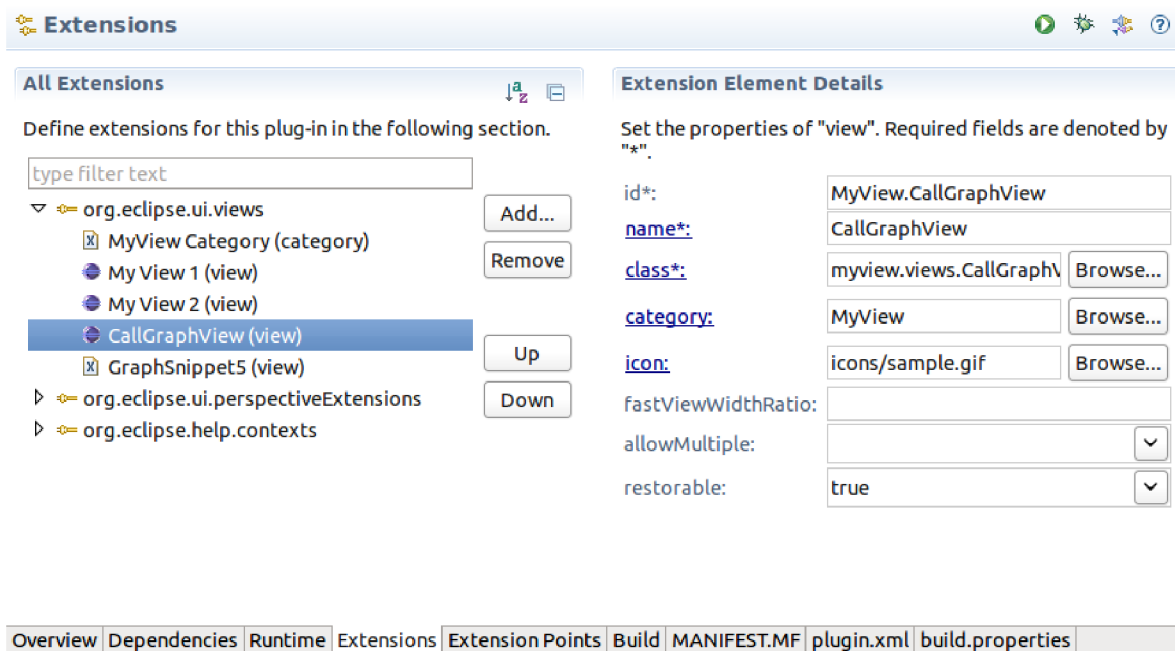 Extensions
All Extensions
Define extensions for this plug-in in the following section.
type filter text
org.eclipse.ui.views
MyView Category (category)
My View 1 (view)
My View 2 (view)
CallGraphView (view)
GraphSnippet5 (view)
org.eclipse.ui.perspectiveExtensions
org.eclipse.help.contexts
Add...
Remove
Up
Down
Extension Element Details
Set the properties of "view". Required fields are denoted by
"*".
id*: MyView.CallGraphView
name*: CallGraphView
class*: myview.views.CallGraphV Browse...
category: MyView Browse...
icon: icons/sample.gif Browse...
fastViewWidthRatio:
allowMultiple:
restorable: true
Overview Dependencies Runtime Extensions Extension Points Build MANIFEST.MF plugin.xml build.properties